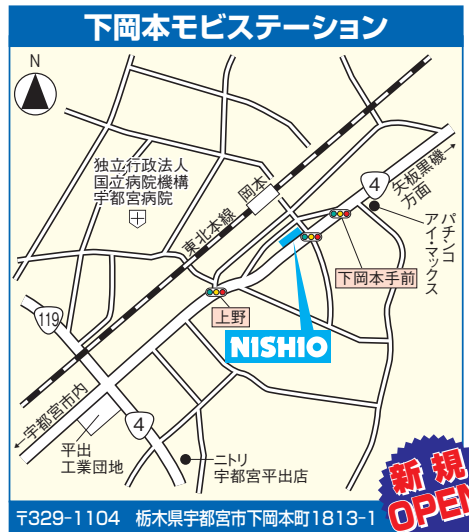 下岡本モビステーション
N
独立行政法人
国立病院機構
宇都宮病院
東北本線
岡本
4
矢板黒磯
方面
パチンコ
アイ・マックス
下岡本手前
上野
NISHIO
119
宇都宮市内
4
平出
工業団地
ニトリ
宇都宮平出店
新規
OPEN
〒329-1104 栃木県宇都宮市下岡本町1813-1